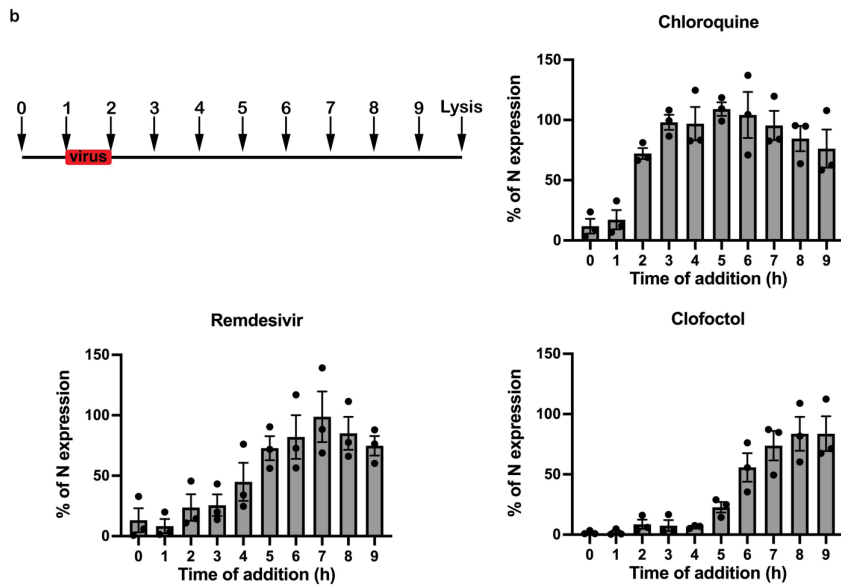 b
0 1 2 3 4 5 6 7 8 9 Lysis
virus
Chloroquine
% of N expression
150
100
50
0
0 1 2 3 4 5 6 7 8 9
Time of addition (h)
Remdesivir
% of N expression
150
100
50
0
0 1 2 3 4 5 6 7 8 9
Time of addition (h)
Clofoctol
% of N expression
150
100
50
0
0 1 2 3 4 5 6 7 8 9
Time of addition (h)